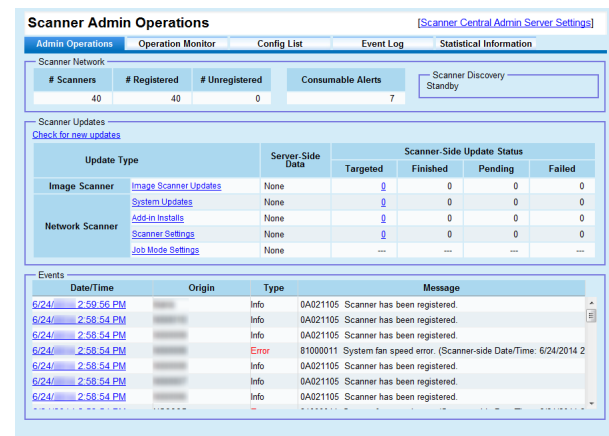 Scanner Admin Operations
[Scanner Central Admin Server Settings]
Admin Operations Operation Monitor Config List Event Log Statistical Information
Scanner Network
# Scanners # Registered # Unregistered Consumable Alerts
40 40 0 7
Scanner Discovery
Standby
Scanner Updates
Check for new updates
Update Type Server-Side Data Scanner-Side Update Status
Targeted Finished Pending Failed
Image Scanner Image Scanner Updates None 0 0 0 0
Network Scanner
System Updates None 0 0 0 0
Add-in Installs None 0 0 0 0
Scanner Settings None 0 0 0 0
Job Mode Settings None --- --- --- ---
Events
Date/Time Origin Type Message
6/24/ 2:59:56 PM Info 0A021105 Scanner has been registered.
6/24/ 2:58:54 PM Info 0A021105 Scanner has been registered.
6/24/ 2:58:54 PM Info 0A021105 Scanner has been registered.
6/24/ 2:58:54 PM Error 81000011 System fan speed error. (Scanner-side Date/Time: 6/24/2014 2
6/24/ 2:58:54 PM Info 0A021105 Scanner has been registered.
6/24/ 2:58:54 PM Info 0A021105 Scanner has been registered.
6/24/ 2:58:54 PM Info 0A021105 Scanner has been registered.